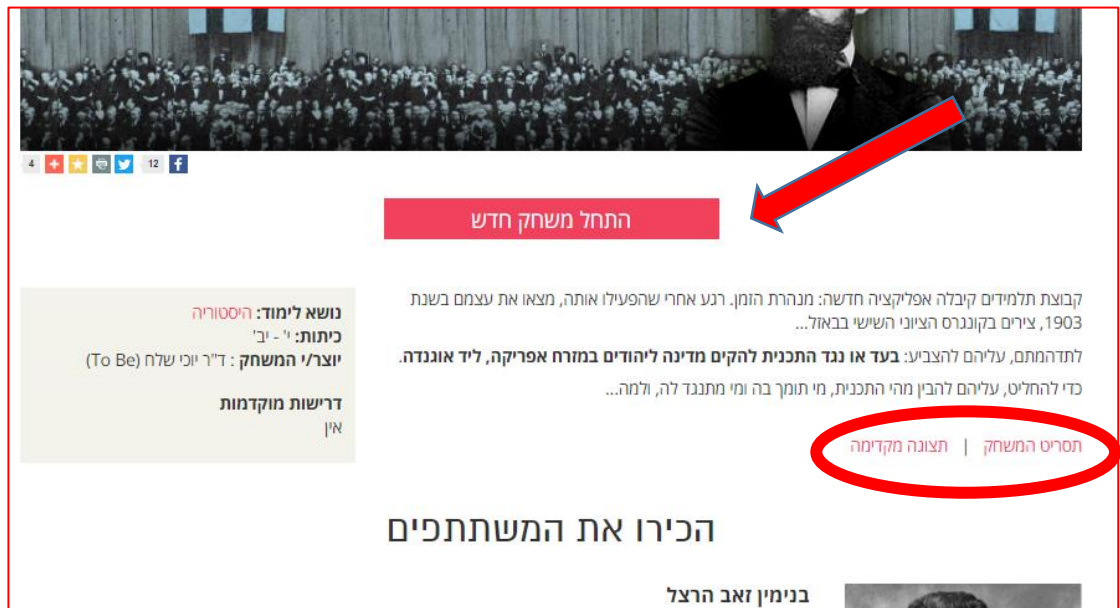 4 12
התחל משחק חדש
קבוצת תלמידים קיבלה אפליקציה חדשה: מנהרת הזמן. רגע אחרי שהפעילו אותה, מצאו את עצמם בשנת
1903, צירים בקונגרס הציוני השישי בבאזל...
לתדהמתם, עליהם להצביע: בעד או נגד התכנית להקים מדינה ליהודים במזרח אפריקה, ליד אוגנדה.
כדי להחליט, עליהם להבין מהי התכנית, מי תומך בה ומי מתנגד לה, ולמה...
תסריט המשחק | תצוגה מקדימה
נושא לימוד: היסטוריה
כיתות: י' - יב'
יוצר/י המשחק : ד"ר יוכי שלח (To Be)
דרישות מוקדמות
אין
הכירו את המשתתפים
בנימין זאב הרצל